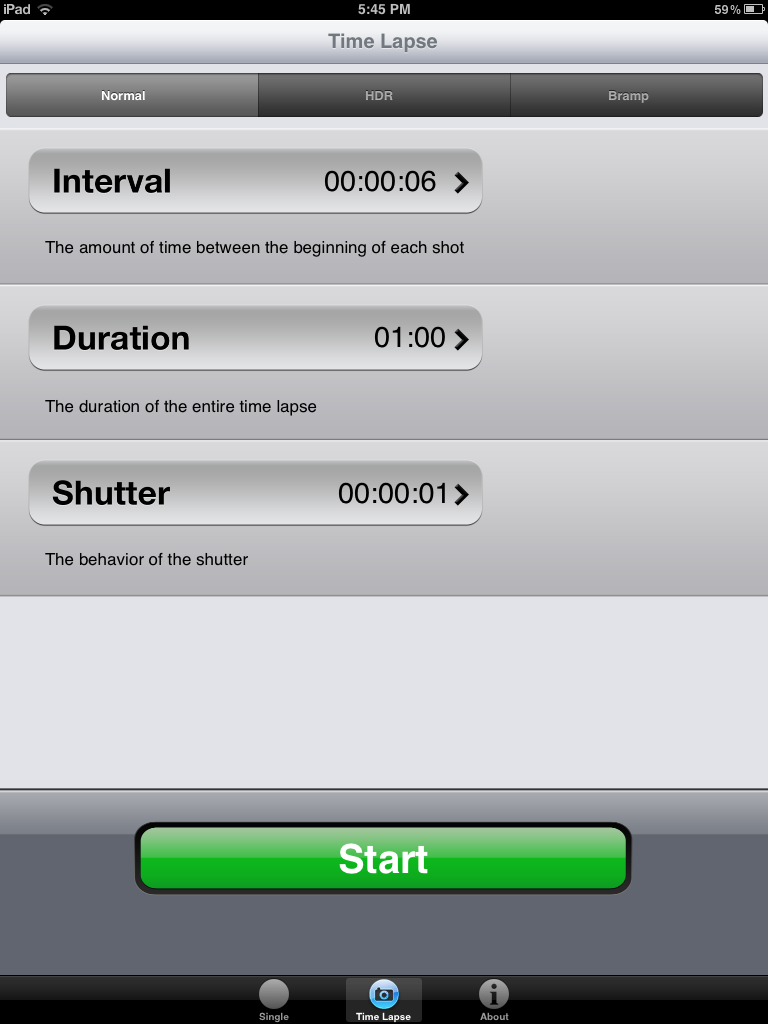 iPad 5:45 PM 59%
Time Lapse
Normal HDR Bramp
Interval 00:00:06
The amount of time between the beginning of each shot
Duration 01:00
The duration of the entire time lapse
Shutter 00:00:01
The behavior of the shutter
Start
Single Time Lapse About